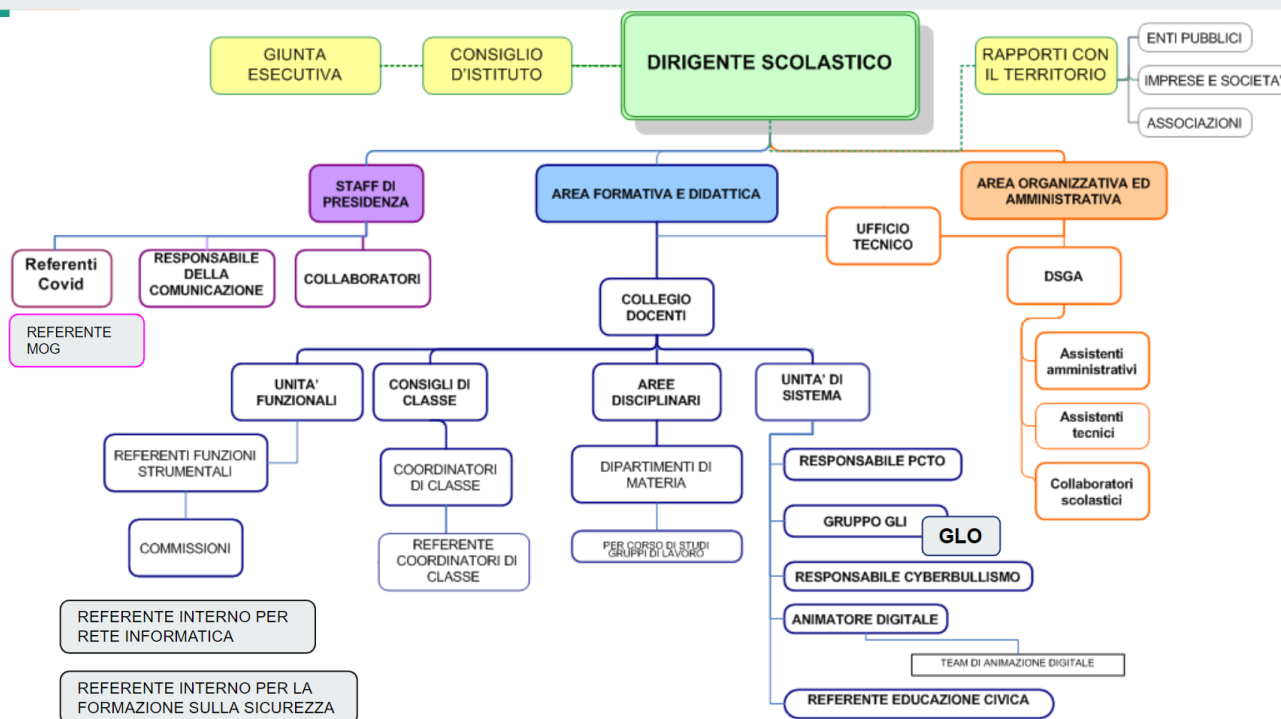 GIUNTA
ESECUTIVA
CONSIGLIO
D'ISTITUTO
DIRIGENTE SCOLASTICO
RAPPORTI CON
IL TERRITORIO
ENTI PUBBLICI
IMPRESE E SOCIETA'
ASSOCIAZIONI
STAFF DI
PRESIDENZA
AREA FORMATIVA E DIDATTICA
AREA ORGANIZZATIVA ED
AMMINISTRATIVA
UFFICIO
TECNICO
Referenti
Covid
RESPONSABILE
DELLA
COMUNICAZIONE
COLLABORATORI
DSGA
REFERENTE
MOG
COLLEGIO
DOCENTI
Assistenti
amministrativi
UNITA'
FUNZIONALI
CONSIGLI DI
CLASSE
AREE
DISCIPLINARI
UNITA' DI
SISTEMA
Assistenti
tecnici
REFERENTI FUNZIONI
STRUMENTALI
COORDINATORI
DI CLASSE
DIPARTIMENTI DI
MATERIA
RESPONSABILE PCTO
Collaboratori
scolastici
COMMISSIONI
REFERENTE
COORDINATORI DI
CLASSE
PER CORSO DI STUDI
GRUPPI DI LAVORO
GRUPPO GLI
GLO
RESPONSABILE CYBERBULLISMO
REFERENTE INTERNO PER
RETE INFORMATICA
ANIMATORE DIGITALE
TEAM DI ANIMAZIONE DIGITALE
REFERENTE INTERNO PER LA
FORMAZIONE SULLA SICUREZZA
REFERENTE EDUCAZIONE CIVICA